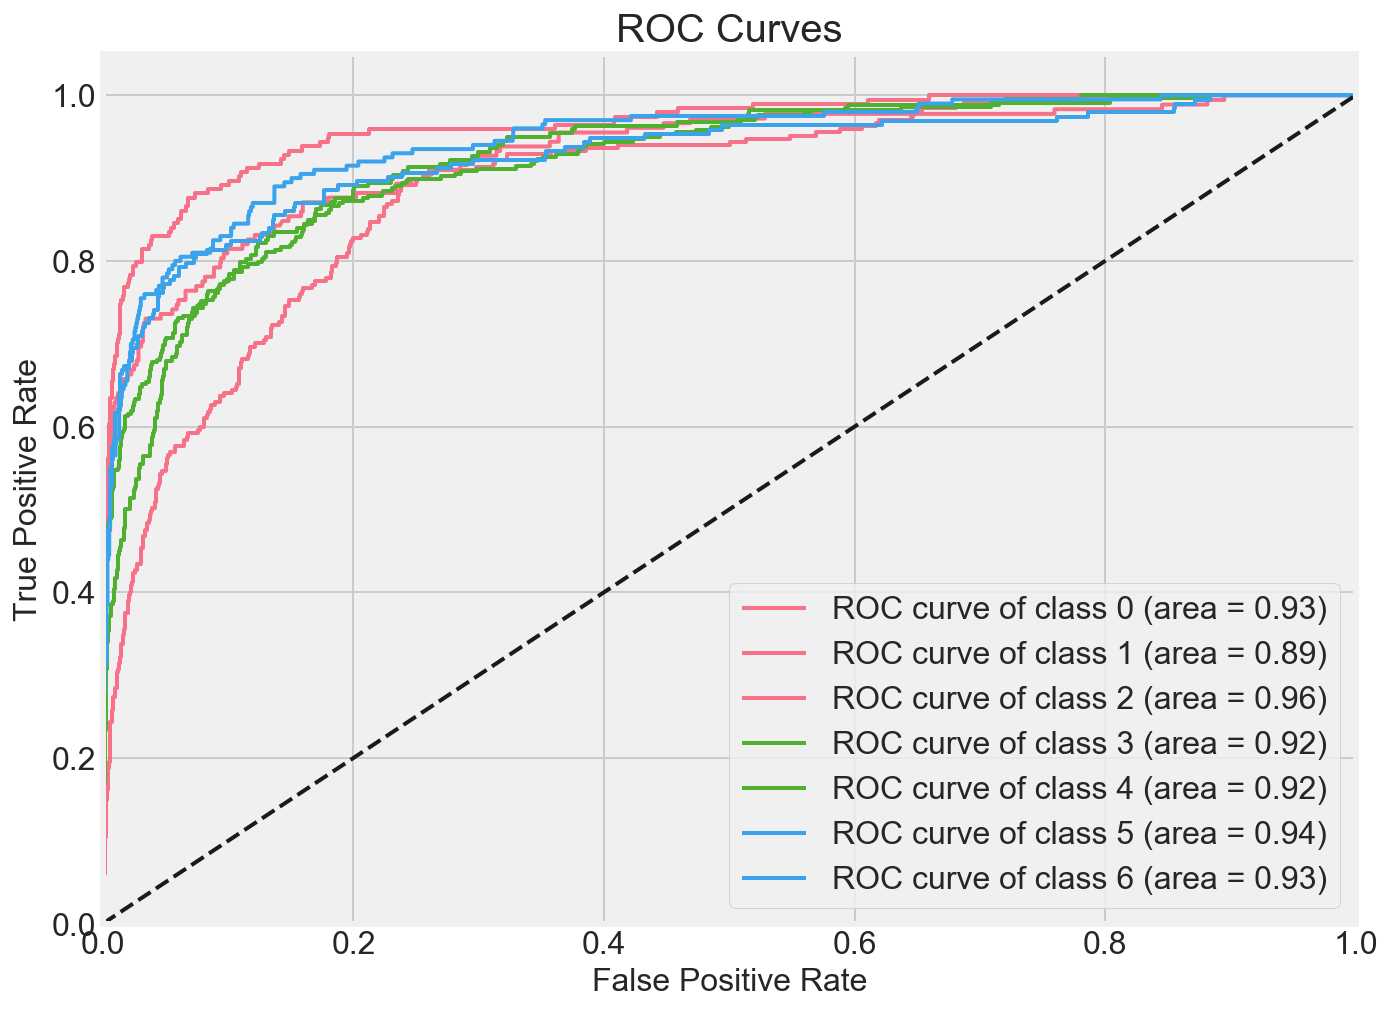 ROC Curves
True Positive Rate
1.0
0.8
0.6
0.4
0.2
0.0
ROC curve of class 0 (area = 0.93)
ROC curve of class 1 (area = 0.89)
ROC curve of class 2 (area = 0.96)
ROC curve of class 3 (area = 0.92)
ROC curve of class 4 (area = 0.92)
ROC curve of class 5 (area = 0.94)
ROC curve of class 6 (area = 0.93)
0.0 0.2 0.4 0.6 0.8 1.0
False Positive Rate